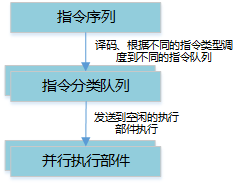 指令序列
译码、根据不同的指令类型调
度到不同的指令队列
指令分类队列
发送到空闲的执行
部件执行
并行执行部件